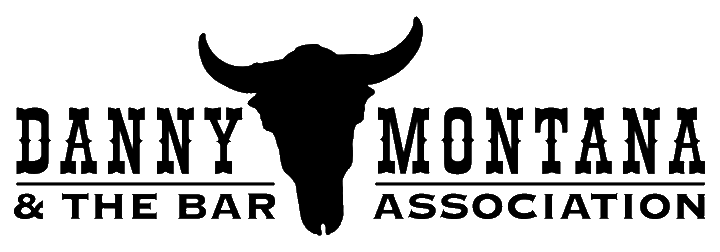 DANNY MONTANA
& THE BAR ASSOCIATION